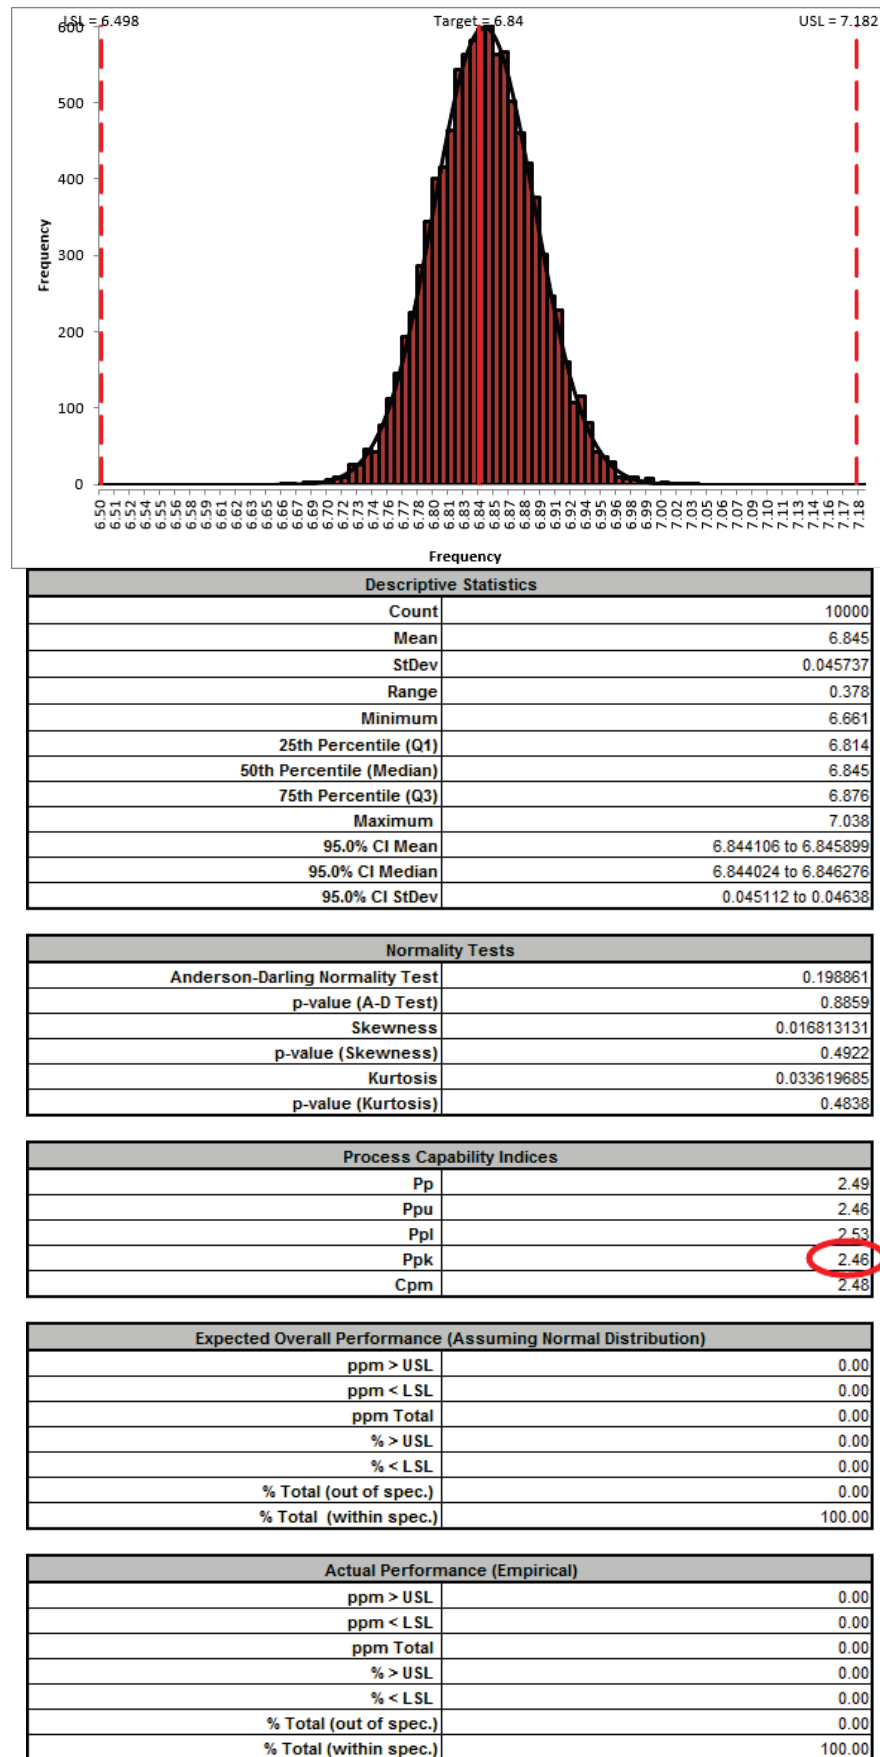 LSL = 6.498 Target = 6.84 USL = 7.182
600
500
400
300
200
100
0
Frequency
6.50 6.51 6.52 6.54 6.55 6.56 6.58 6.59 6.61 6.62 6.63 6.65 6.66 6.67 6.69 6.70 6.72 6.73 6.74 6.76 6.77 6.78 6.80 6.81 6.83 6.84 6.85 6.87 6.88 6.89 6.91 6.92 6.94 6.95 6.96 6.98 6.99 7.00 7.02 7.03 7.05 7.06 7.07 7.09 7.10 7.11 7.13 7.14 7.16 7.17 7.18
Frequency
Descriptive Statistics
Count 10000
Mean 6.845
StDev 0.045737
Range 0.378
Minimum 6.661
25th Percentile (Q1) 6.814
50th Percentile (Median) 6.845
75th Percentile (Q3) 6.876
Maximum 7.038
95.0% CI Mean 6.844106 to 6.845899
95.0% CI Median 6.844024 to 6.846276
95.0% CI StDev 0.045112 to 0.04638
Normality Tests
Anderson-Darling Normality Test 0.198861
p-value (A-D Test) 0.8859
Skewness 0.016813131
p-value (Skewness) 0.4922
Kurtosis 0.033619685
p-value (Kurtosis) 0.4838
Process Capability Indices
Pp 2.49
Ppu 2.46
Ppl 2.53
Ppk 2.46
Cpm 2.48
Expected Overall Performance (Assuming Normal Distribution)
ppm > USL 0.00
ppm < LSL 0.00
ppm Total 0.00
% > USL 0.00
% < LSL 0.00
% Total (out of spec.) 0.00
% Total (within spec.) 100.00
Actual Performance (Empirical)
ppm > USL 0.00
ppm < LSL 0.00
ppm Total 0.00
% > USL 0.00
% < LSL 0.00
% Total (out of spec.) 0.00
% Total (within spec.) 100.00